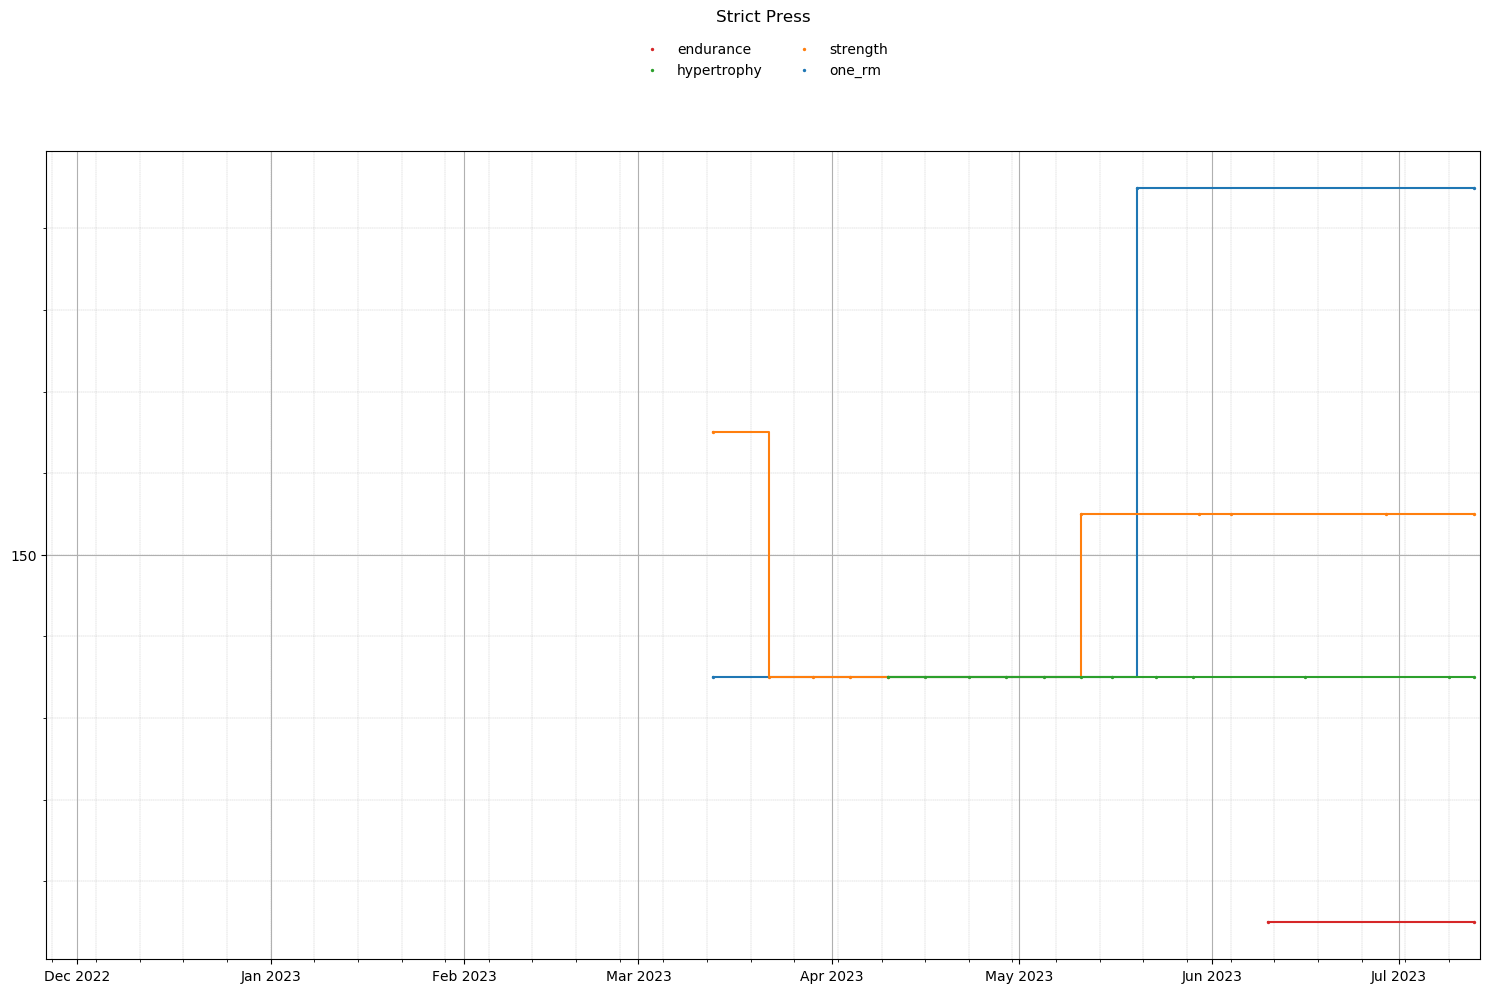 Strict Press
endurance
hypertrophy
strength
one_rm
150
Dec 2022
Jan 2023
Feb 2023
Mar 2023
Apr 2023
May 2023
Jun 2023
Jul 2023